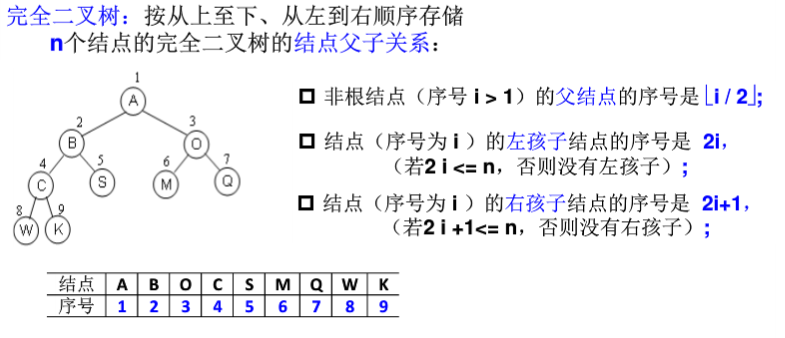 完全二叉树：按从上至下、从左到右顺序存储
n个结点的完全二叉树的结点父子关系：
1
A
2
3
B
O
4
5
6
7
C
S
M
Q
8
9
W
K
非根结点（序号 i > 1）的父结点的序号是 ⌊i / 2⌋;
结点（序号为 i ）的左孩子结点的序号是 2i，
（若2 i <= n，否则没有左孩子）;
结点（序号为 i ）的右孩子结点的序号是 2i+1，
（若2 i +1<= n，否则没有右孩子）;
结点 A B O C S M Q W K
序号 1 2 3 4 5 6 7 8 9